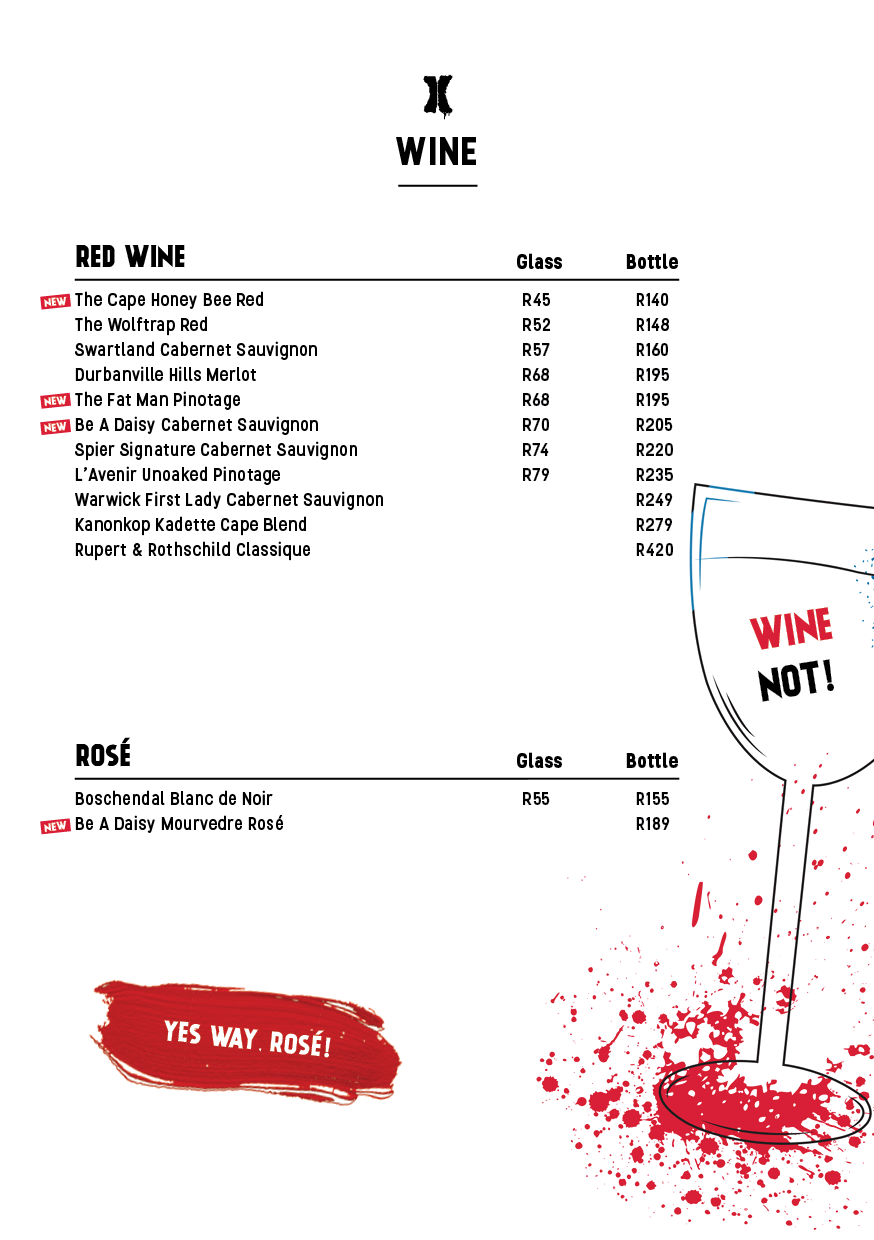 WINE
RED WINE Glass Bottle
NEW The Cape Honey Bee Red R45 R140
The Wolftrap Red R52 R148
Swartland Cabernet Sauvignon R57 R160
Durbanville Hills Merlot R68 R195
NEW The Fat Man Pinotage R68 R195
NEW Be A Daisy Cabernet Sauvignon R70 R205
Spier Signature Cabernet Sauvignon R74 R220
L'Avenir Unoaked Pinotage R79 R235
Warwick First Lady Cabernet Sauvignon R249
Kanonkop Kadette Cape Blend R279
Rupert & Rothschild Classique R420
WINE
NOT!
ROSÉ Glass Bottle
Boschendal Blanc de Noir R55 R155
NEW Be A Daisy Mourvedre Rosé R189
YES WAY, ROSÉ!